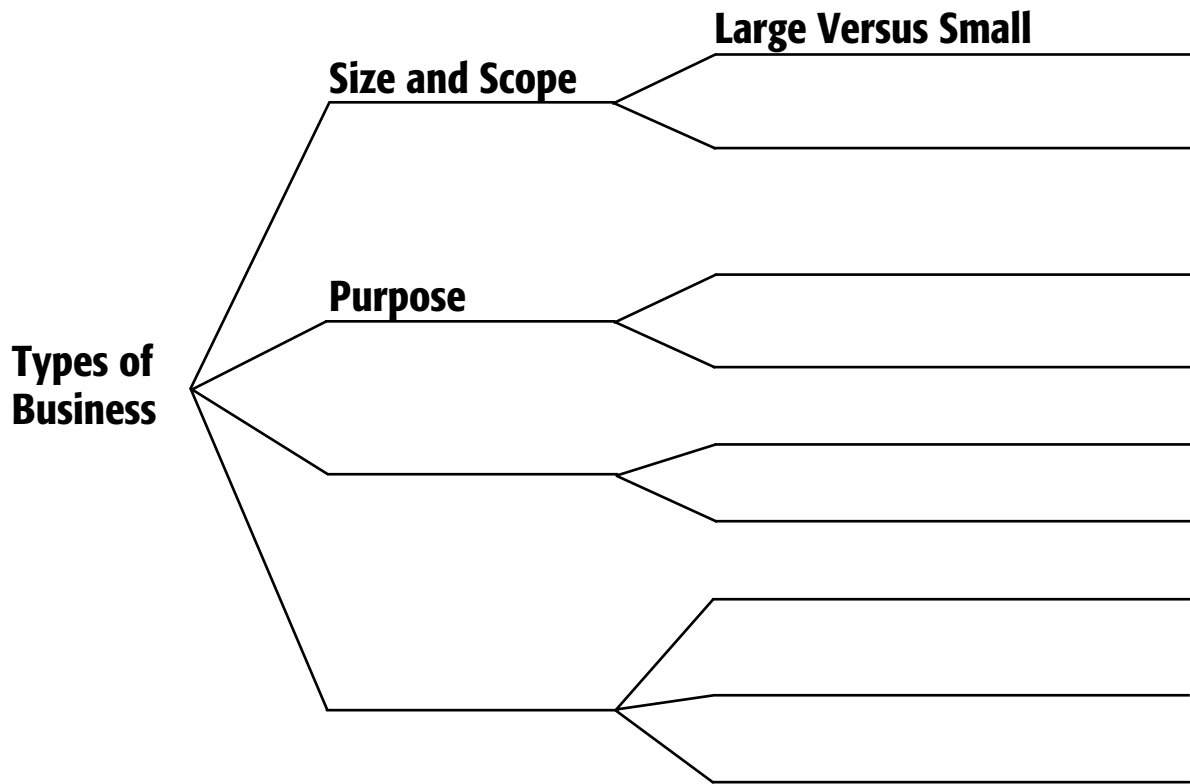 Large Versus Small
Size and Scope
Purpose
Types of
Business